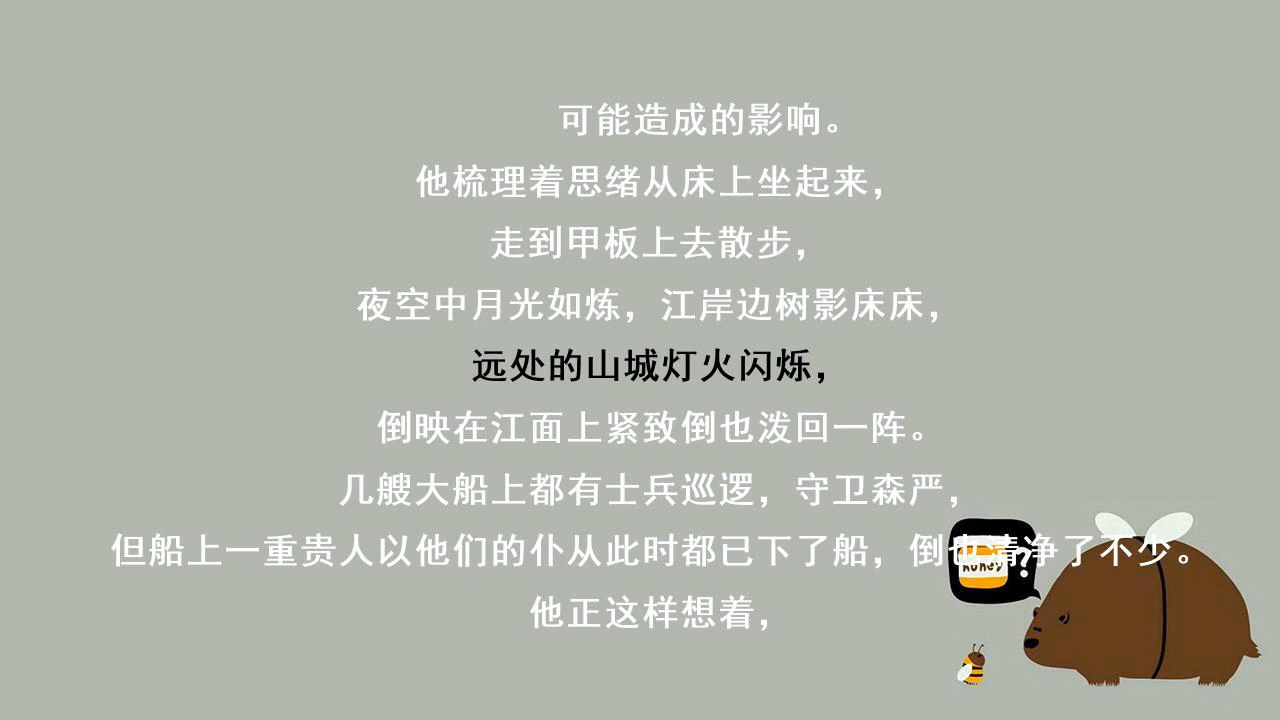 可能造成的影响。
他梳理着思绪从床上坐起来，
走到甲板上去散步，
夜空中月光如炼，江岸边树影床床，
远处的山城灯火闪烁，
倒映在江面上紧致倒也泼回一阵。
几艘大船上都有士兵巡逻，守卫森严，
但船上一重贵人以他们的仆从此时都已下了船，倒也清净了不少。
honey ?
他正这样想着，